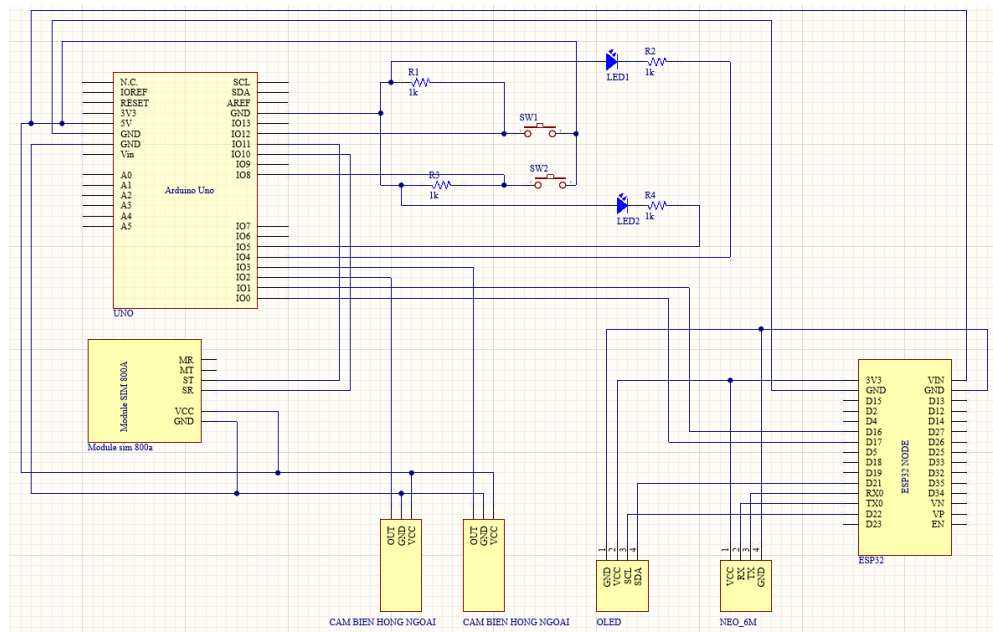 N.C.
IOREF
RESET
3V3
5V
GND
GND
Vin
A0
A1
A2
A3
A4
A5
Arduino Uno
SCL
SDA
AREF
GND
IO13
IO12
IO11
IO10
IO9
IO8
IO7
IO6
IO5
IO4
IO3
IO2
IO1
IO0
UNO
R1
1k
LED1
R2
1k
SW1
SW2
R3
1k
LED2
R4
1k
Module SIM 800A
MR
MT
ST
SR
VCC
GND
Module sim 800a
OUT
GND
VCC
CAM BIEN HONG NGOAI
OUT
GND
VCC
CAM BIEN HONG NGOAI
1
2
3
4
GND
VCC
SCL
SDA
OLED
1
2
3
4
VCC
RX
TX
GND
NEO_6M
3V3
GND
D15
D2
D4
D16
D17
D5
D18
D19
D21
RX0
TX0
D22
D23
ESP32 NODE
VIN
GND
D13
D12
D14
D27
D26
D25
D33
D32
D35
D34
VN
VP
EN
ESP32